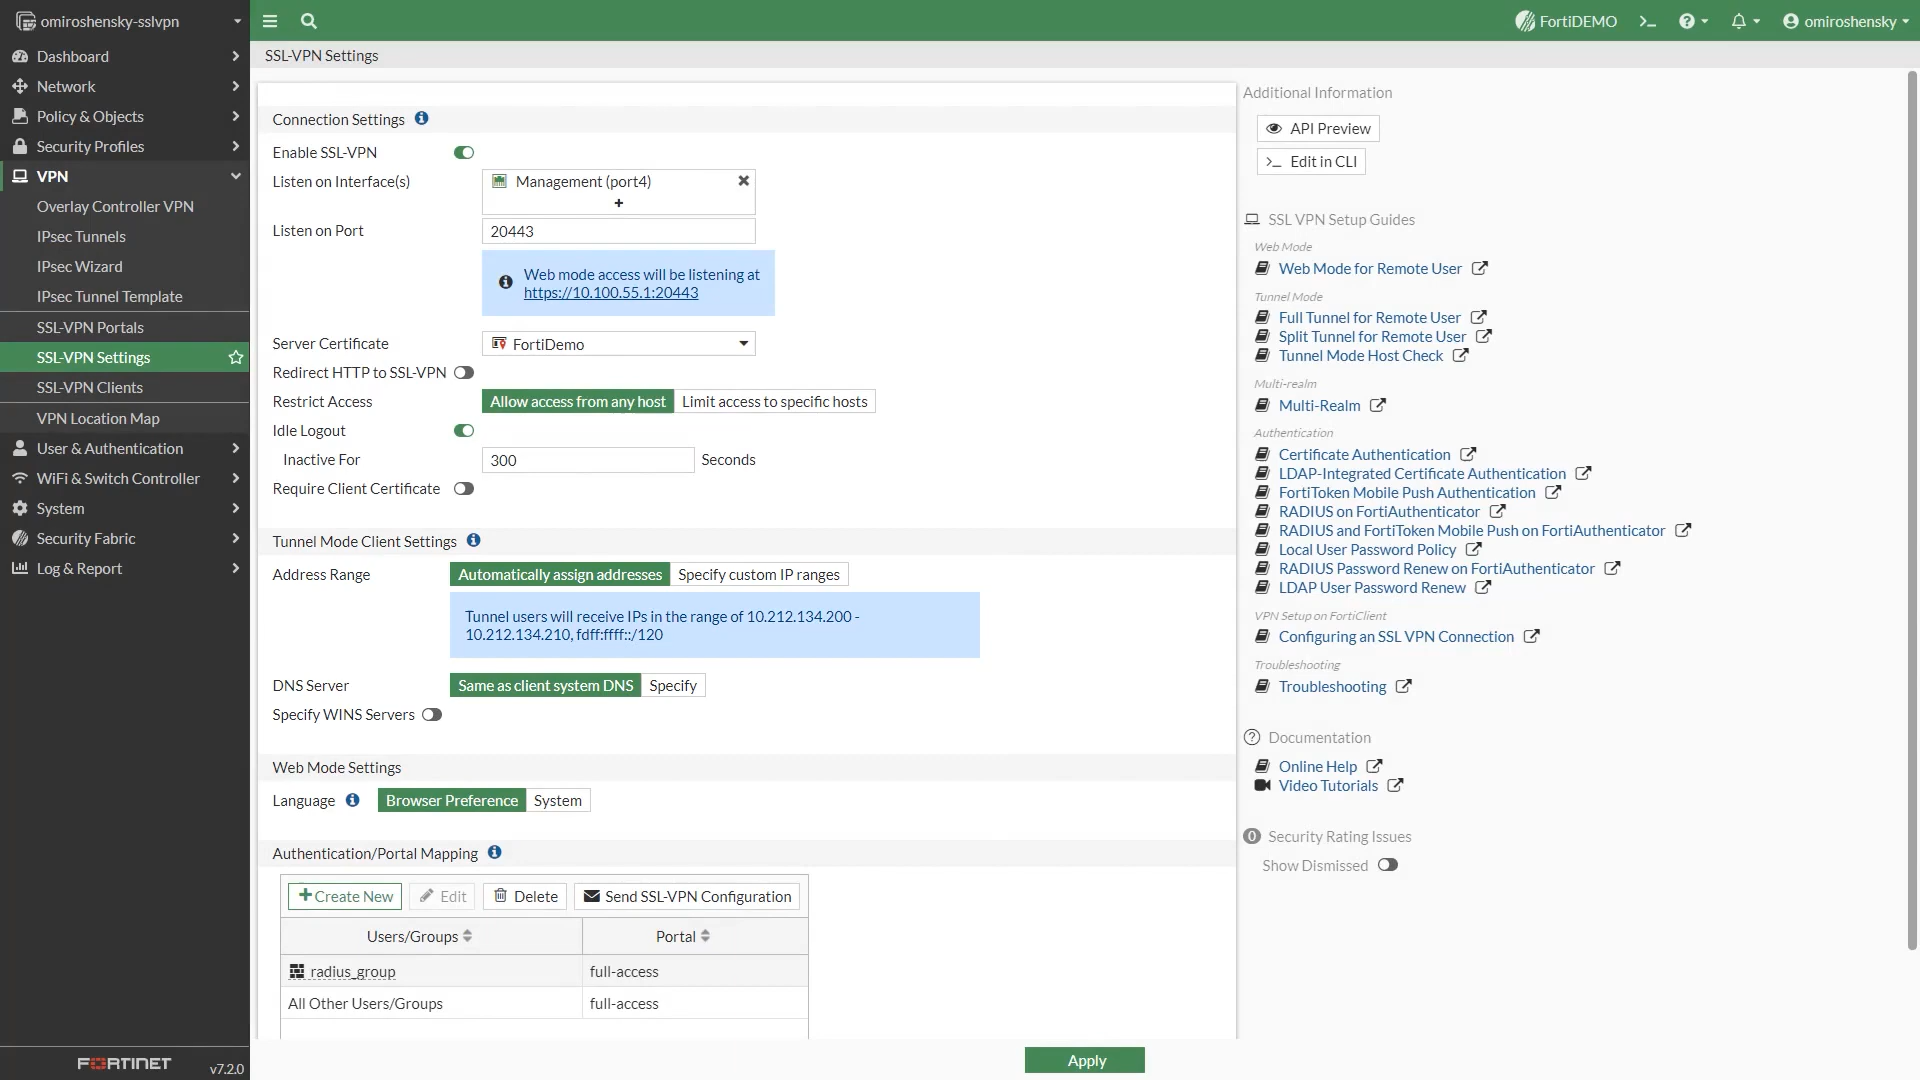 omiroshensky-sslvpn
FortiDEMO
omiroshensky
Dashboard
Network
Policy & Objects
Security Profiles
VPN
Overlay Controller VPN
IPsec Tunnels
IPsec Wizard
IPsec Tunnel Template
SSL-VPN Portals
SSL-VPN Settings
SSL-VPN Clients
VPN Location Map
User & Authentication
WiFi & Switch Controller
System
Security Fabric
Log & Report
FORTINET
v7.2.0
SSL-VPN Settings
Connection Settings
Enable SSL-VPN
Listen on Interface(s) Management (port4)
+
Listen on Port 20443
Web mode access will be listening at
https://10.100.55.1:20443
Server Certificate FortiDemo
Redirect HTTP to SSL-VPN
Restrict Access Allow access from any host Limit access to specific hosts
Idle Logout
Inactive For 300 Seconds
Require Client Certificate
Tunnel Mode Client Settings
Address Range Automatically assign addresses Specify custom IP ranges
Tunnel users will receive IPs in the range of 10.212.134.200 -
10.212.134.210, fdff:ffff::/120
DNS Server Same as client system DNS Specify
Specify WINS Servers
Web Mode Settings
Language Browser Preference System
Authentication/Portal Mapping
Create New Edit Delete Send SSL-VPN Configuration
Users/Groups Portal
radius_group full-access
All Other Users/Groups full-access
Apply
Additional Information
API Preview
>_ Edit in CLI
SSL VPN Setup Guides
Web Mode
Web Mode for Remote User
Tunnel Mode
Full Tunnel for Remote User
Split Tunnel for Remote User
Tunnel Mode Host Check
Multi-realm
Multi-Realm
Authentication
Certificate Authentication
LDAP-Integrated Certificate Authentication
FortiToken Mobile Push Authentication
RADIUS on FortiAuthenticator
RADIUS and FortiToken Mobile Push on FortiAuthenticator
Local User Password Policy
RADIUS Password Renew on FortiAuthenticator
LDAP User Password Renew
VPN Setup on FortiClient
Configuring an SSL VPN Connection
Troubleshooting
Troubleshooting
Documentation
Online Help
Video Tutorials
0 Security Rating Issues
Show Dismissed